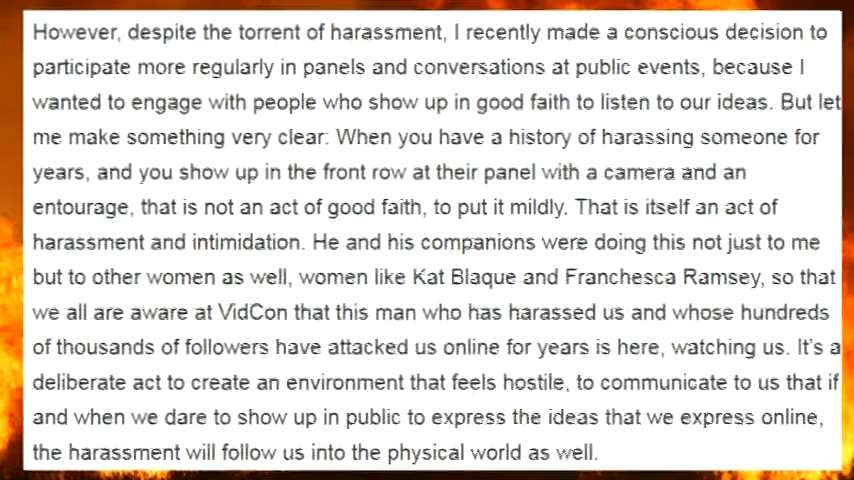 However, despite the torrent of harassment, I recently made a conscious decision to
participate more regularly in panels and conversations at public events, because I
wanted to engage with people who show up in good faith to listen to our ideas. But let
me make something very clear: When you have a history of harassing someone for
years, and you show up in the front row at their panel with a camera and an
entourage, that is not an act of good faith, to put it mildly. That is itself an act of
harassment and intimidation. He and his companions were doing this not just to me
but to other women as well, women like Kat Blaque and Franchesca Ramsey, so that
we all are aware at VidCon that this man who has harassed us and whose hundreds
of thousands of followers have attacked us online for years is here, watching us. It's a
deliberate act to create an environment that feels hostile, to communicate to us that if
and when we dare to show up in public to express the ideas that we express online,
the harassment will follow us into the physical world as well.